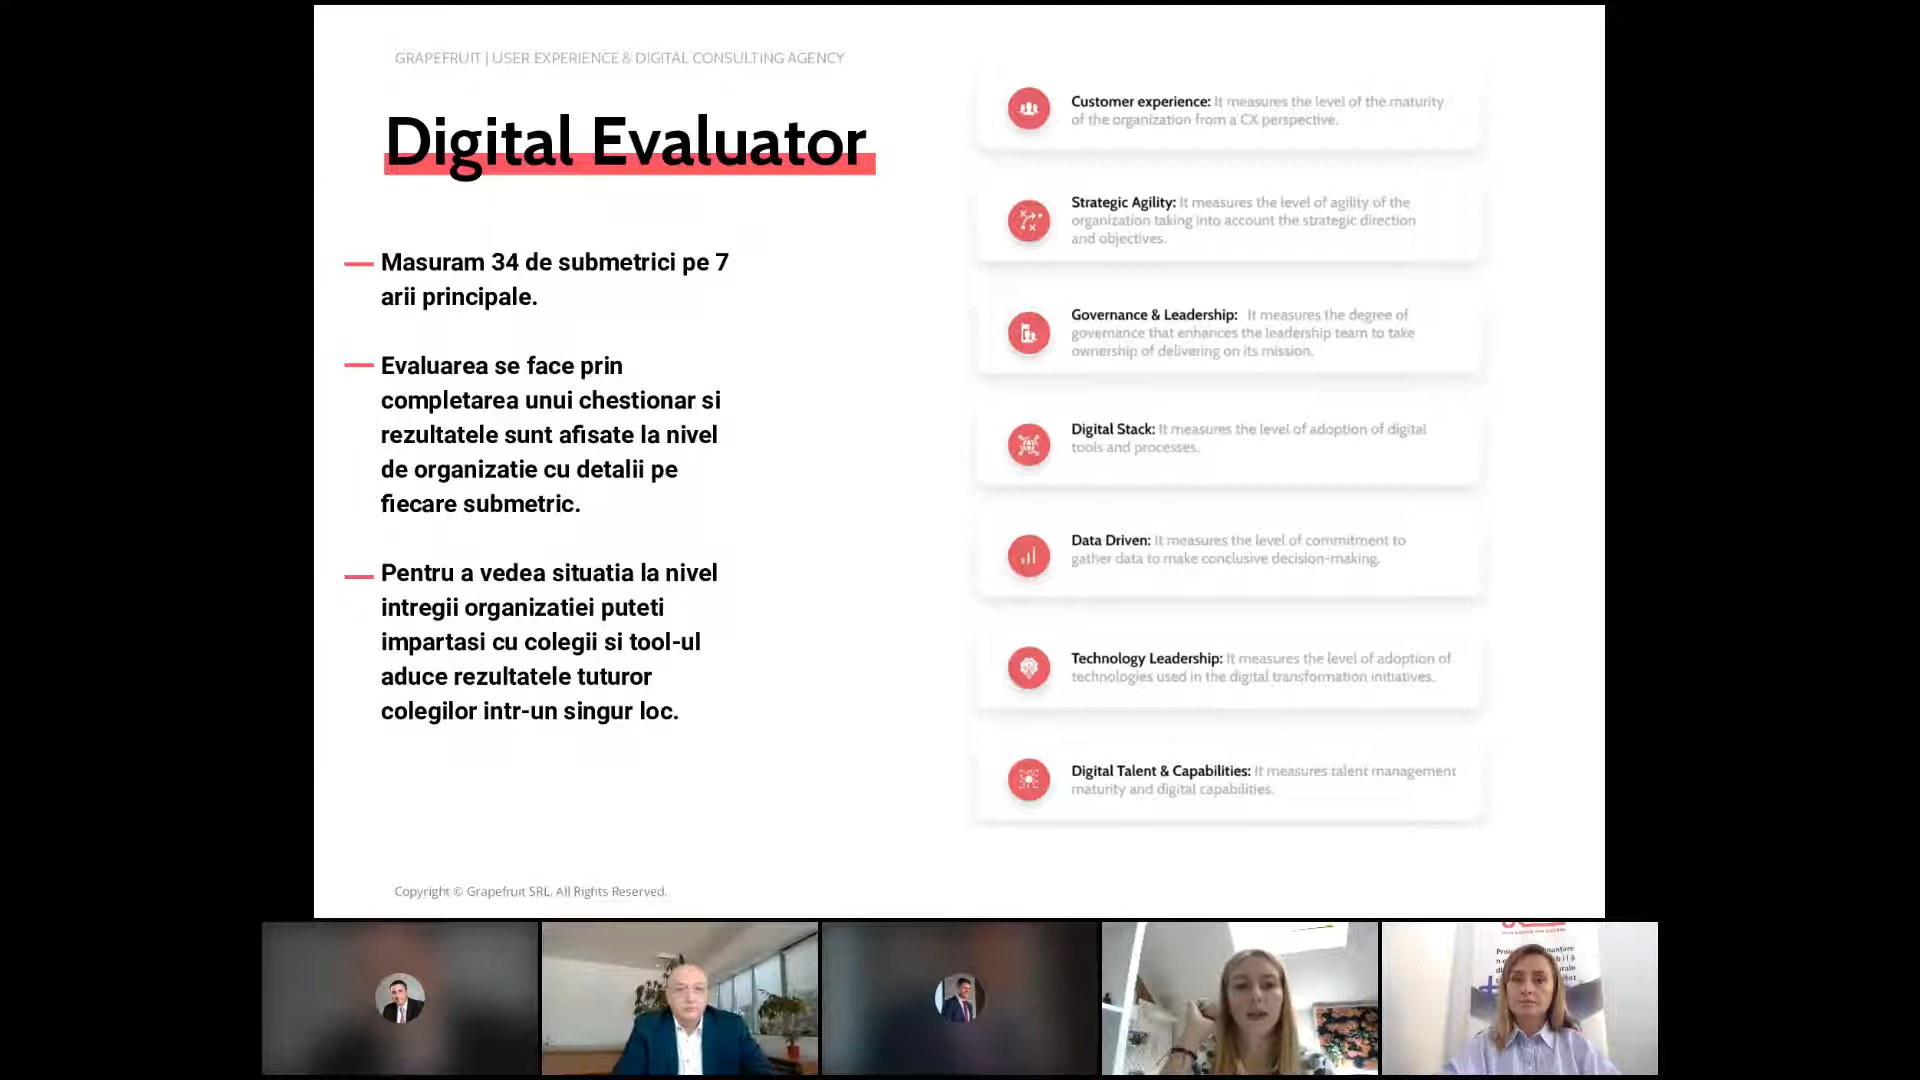 GRAPEFRUIT | USER EXPERIENCE & DIGITAL CONSULTING AGENCY
Digital Evaluator
Masuram 34 de submetrici pe 7
arii principale.
Evaluarea se face prin
completarea unui chestionar si
rezultatele sunt afisate la nivel
de organizatie cu detalii pe
fiecare submetric.
Pentru a vedea situatia la nivel
intregii organizatiei puteti
impartasi cu colegii si tool-ul
aduce rezultatele tuturor
colegilor intr-un singur loc.
Customer experience: It measures the level of the maturity
of the organization from a CX perspective.
Strategic Agility: It measures the level of agility of the
organization taking into account the strategic direction
and objectives.
Governance & Leadership: It measures the degree of
governance that enhances the leadership team to take
ownership of delivering on its mission.
Digital Stack: It measures the level of adoption of digital
tools and processes.
Data Driven: It measures the level of commitment to
gather data to make conclusive decision-making.
Technology Leadership: It measures the level of adoption of
technologies used in the digital transformation initiatives.
Digital Talent & Capabilities: It measures talent management
maturity and digital capabilities.
Copyright © Grapefruit SRL. All Rights Reserved.